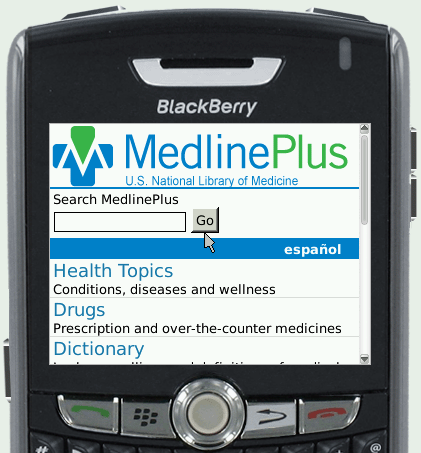 BlackBerry
MedlinePlus
U.S. National Library of Medicine
Search MedlinePlus
Go
español
Health Topics
Conditions, diseases and wellness
Drugs
Prescription and over-the-counter medicines
Dictionary
#
@